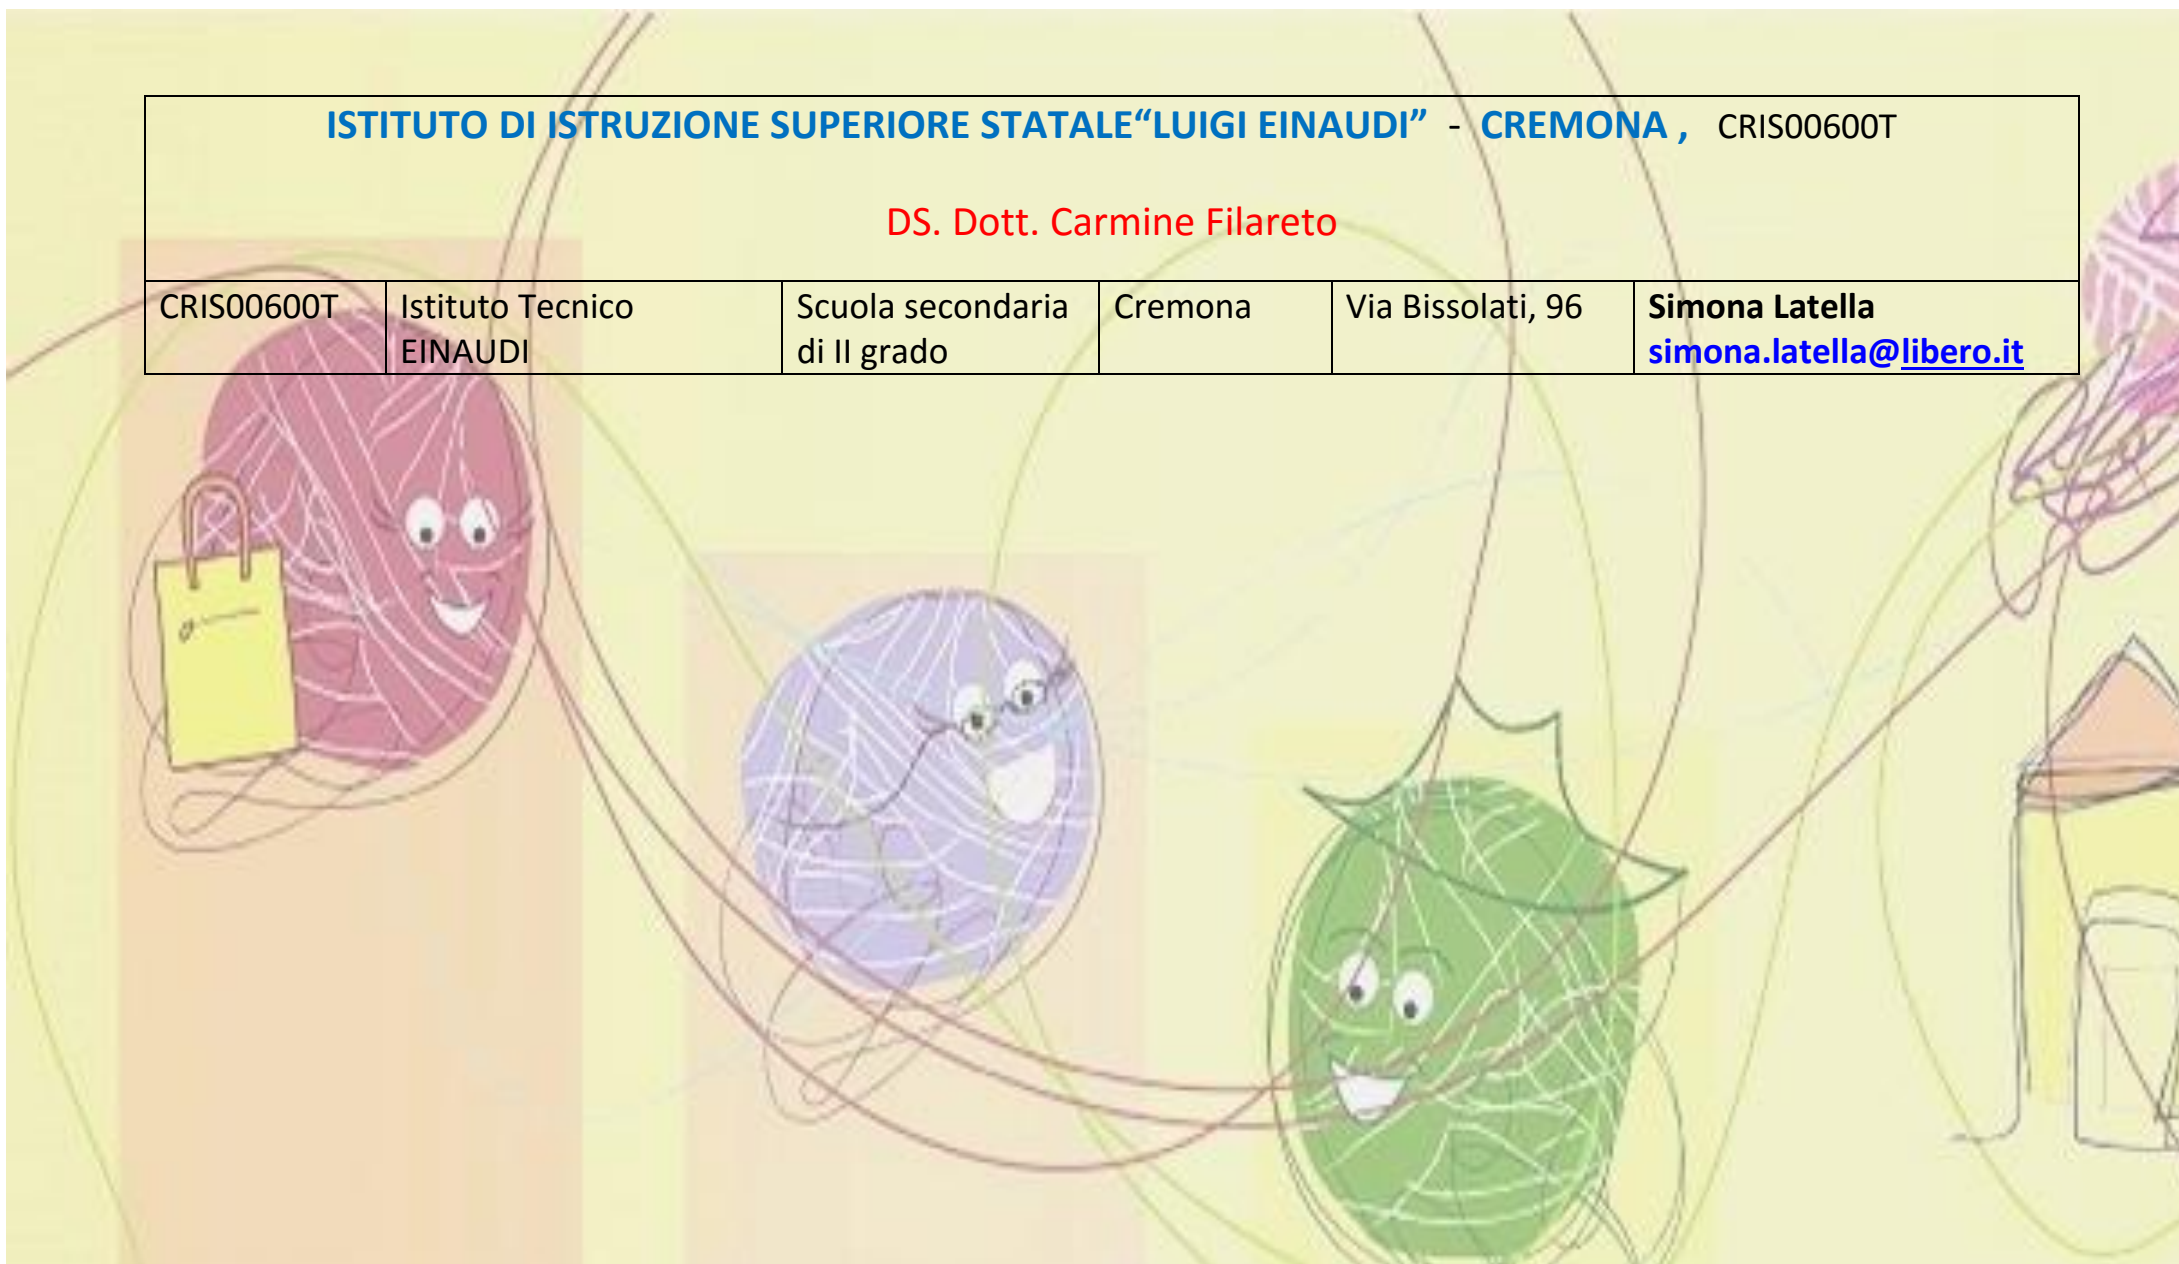 ISTITUTO DI ISTRUZIONE SUPERIORE STATALE“LUIGI EINAUDI” - CREMONA , CRIS00600T
DS. Dott. Carmine Filareto
CRIS00600T Istituto Tecnico Scuola secondaria Cremona Via Bissolati, 96 Simona Latella
EINAUDI di II grado simona.latella@libero.it